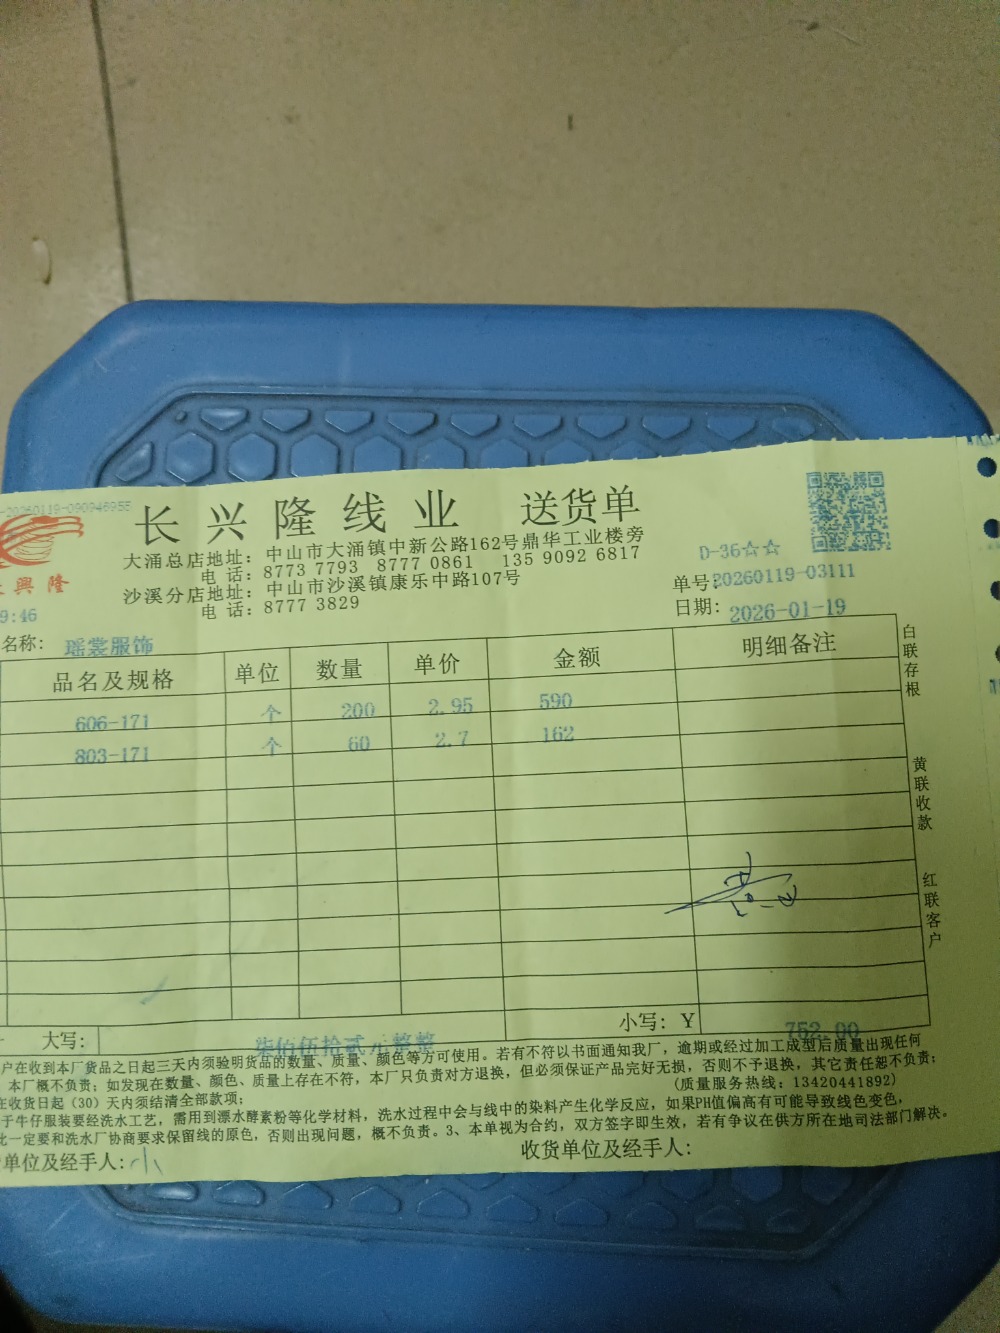 -20260119-090946955
长兴隆线业 送货单
興隆
大涌总店地址：中山市大涌镇中新公路162号鼎华工业楼旁
电 话：8773 7793 8771 0861 135 9092 6817
沙溪分店地址：中山市沙溪镇康乐中路107号
电 话：8777 3829
D-36☆☆
单号：20260119-03111
日期：2026-01-19
9:46
名称： 瑶裳服饰
品名及规格 单位 数量 单价 金额 明细备注
606-171 个 200 2.95 590
803-171 个 60 2.7 162
白联存根
黄联收款
红联客户
大写： 柒佰伍拾贰元整整 小写：Y 752.00
户在收到本厂货品之日起三天内须验明货品的数量、质量、颜色等方可使用。若有不符以书面通知我厂，逾期或经过加工成型后质量出现任何
本厂概不负责；如发现在数量、颜色、质量上存在不符，本厂只负责对方退换，但必须保证产品完好无损，否则不予退换，其它责任恕不负责；
在收货日起（30）天内须结清全部款项； （质量服务热线：13420441892）
于牛仔服装要经洗水工艺，需用到漂水酵素粉等化学材料，洗水过程中会与线中的染料产生化学反应，如果PH值偏高有可能导致线色变色，
此一定要和洗水厂协商要求保留线的原色，否则出现问题，概不负责。3、本单视为合约，双方签字即生效，若有争议在供方所在地司法部门解决。
单位及经手人：小 收货单位及经手人：